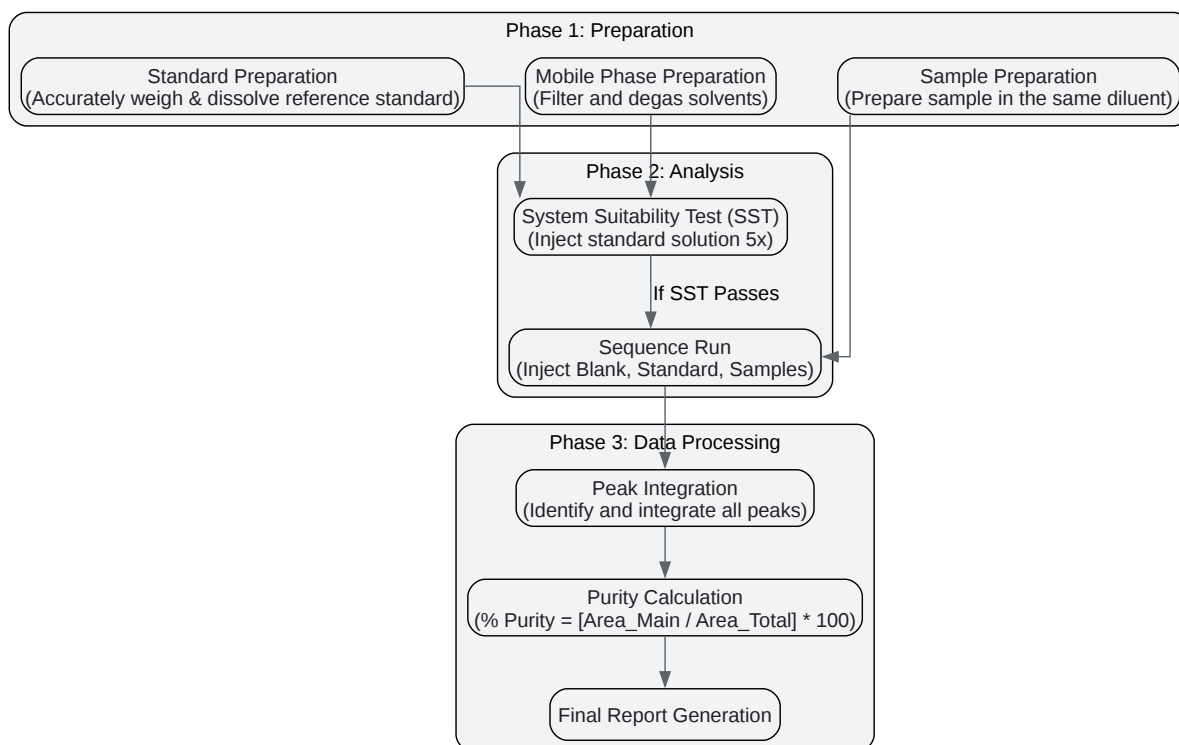 Phase 1: Preparation
Standard Preparation
(Accurately weigh & dissolve reference standard)
Mobile Phase Preparation
(Filter and degas solvents)
Sample Preparation
(Prepare sample in the same diluent)
Phase 2: Analysis
System Suitability Test (SST)
(Inject standard solution 5x)
If SST Passes
Sequence Run
(Inject Blank, Standard, Samples)
Phase 3: Data Processing
Peak Integration
(Identify and integrate all peaks)
Purity Calculation
(% Purity = [Area_Main / Area_Total] * 100)
Final Report Generation